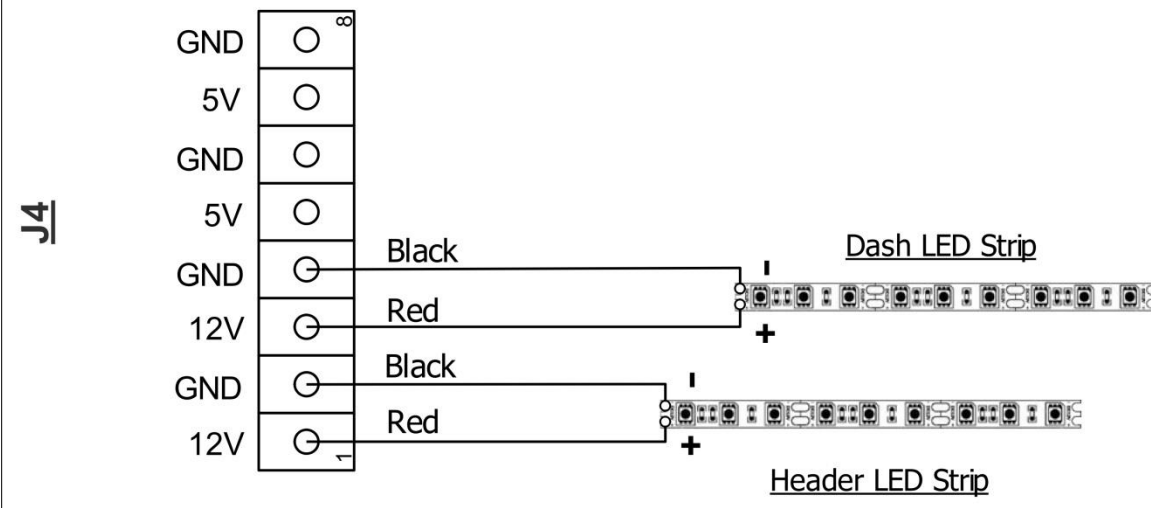 J4
GND
8
5V
GND
5V
GND
Black
Dash LED Strip
-
12V
Red
+
GND
Black
-
12V
Red
+
1
Header LED Strip